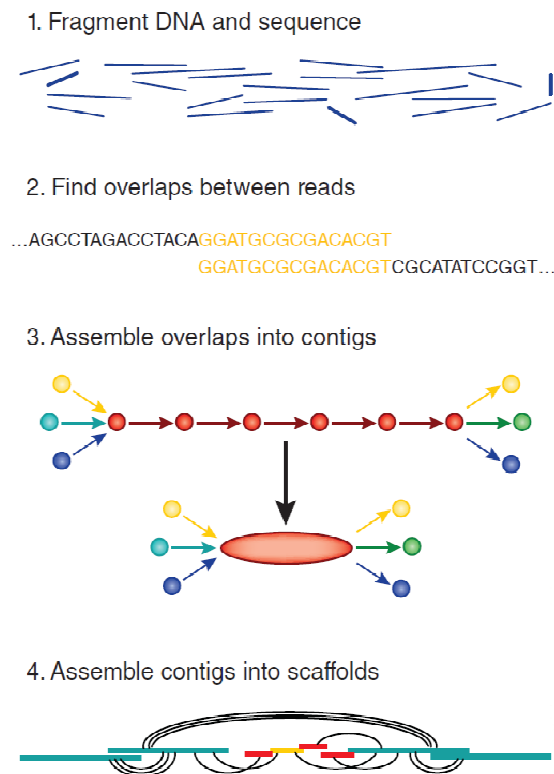 1. Fragment DNA and sequence
2. Find overlaps between reads
...AGCCTAGACCTACAGGATGCGCGACACGT
GGATGCGCGACACGTCGCATATCCGGT...
3. Assemble overlaps into contigs
4. Assemble contigs into scaffolds